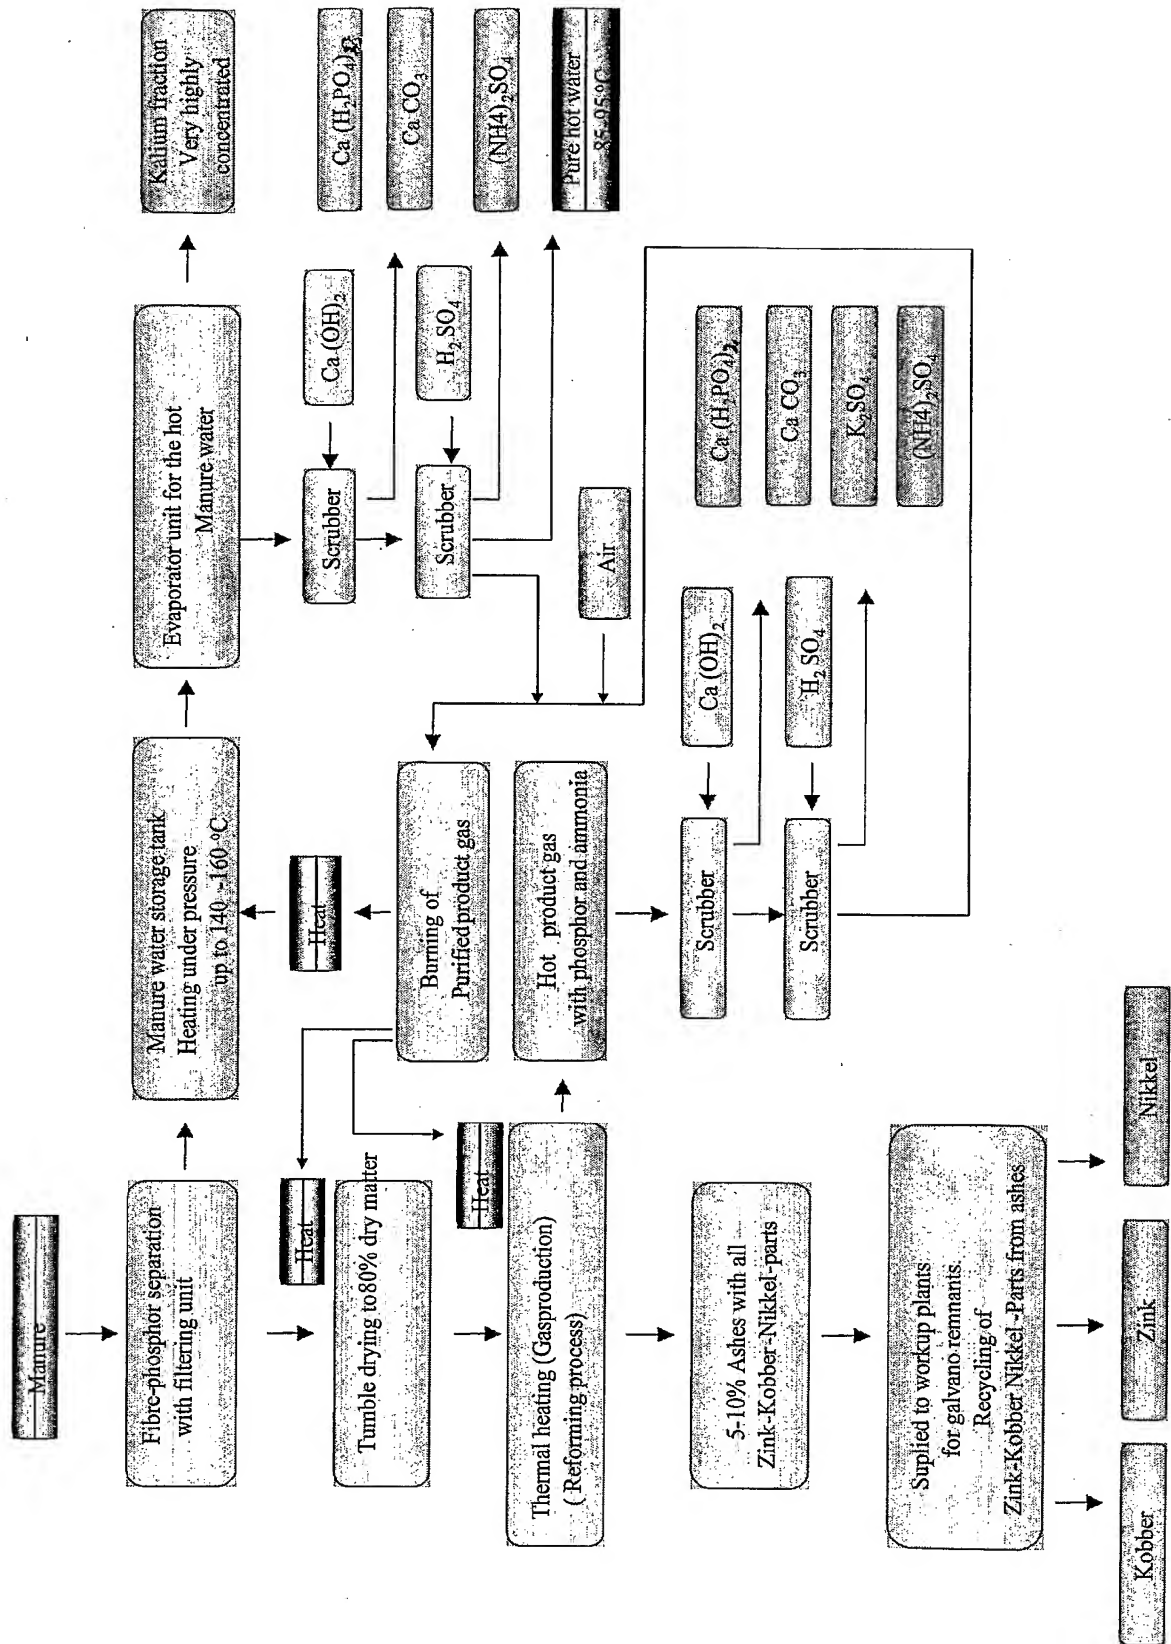 Manure
Fibre-phosphor separation
with filtering unit
Manure water storage tank
Heating under pressure
up to 140 -160 °C
Evaporator unit for the hot
Manure water
Kalium fraction
Very highly
concentrated
Heat
Tumble drying to80% dry matter
Heat
Thermal heating (Gasproduction)
( Reforming process)
Heat
Burning of
Purified product gas
Hot product gas
with phosphor and ammonia
Scrubber
Ca (OH)2
Scrubber
H2SO4
Ca (H2PO4)2
Ca CO3
(NH4)2SO4
Pure hot water
85-95°C
Air
Scrubber
Ca (OH)2
Scrubber
H2 SO4
Ca (H2PO4)2
Ca CO3
K2SO4
(NH4)2SO4
5-10% Ashes with all
Zink-Kobber-Nikkel-parts
Suplied to workup plants
for galvano remnants.
Recycling of
Zink-Kobber Nikkel -Parts from ashes
Kobber
Zink
Nikkel